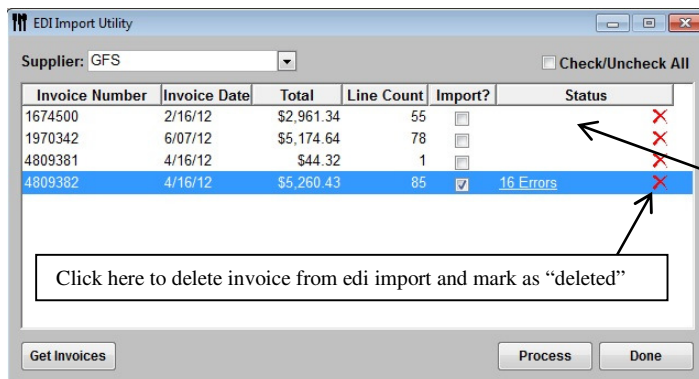 EDI Import Utility
Supplier: GFS
Check/Uncheck All
Invoice Number Invoice Date Total Line Count Import? Status
1674500 2/16/12 $2,961.34 55
1970342 6/07/12 $5,174.64 78
4809381 4/16/12 $44.32 1
4809382 4/16/12 $5,260.43 85 16 Errors
Click here to delete invoice from edi import and mark as “deleted”
Get Invoices Process Done